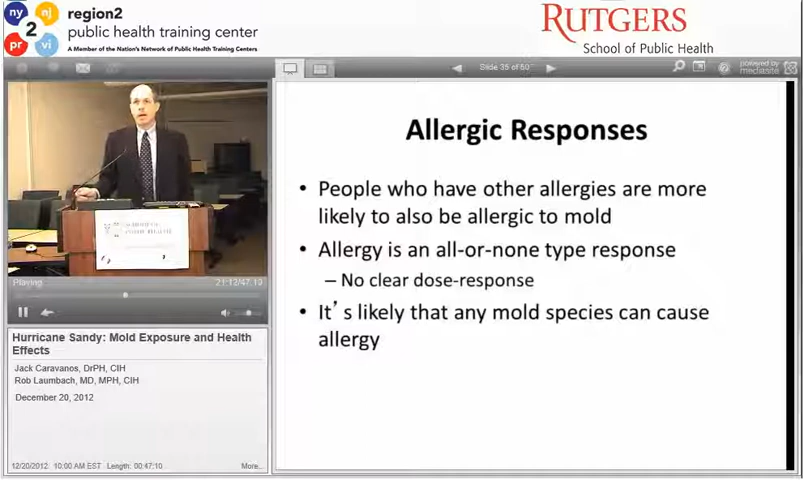 ny
nj
2
pr
vi
region2
public health training center
A Member of the Nation's Network of Public Health Training Centers
RUTGERS
School of Public Health
Slide 35 of 50
powered by
mediasite
Playing
21:12/47:10
Hurricane Sandy: Mold Exposure and Health
Effects
Jack Caravanos, DrPH, CIH
Rob Laumbach, MD, MPH, CIH
December 20, 2012
12/20/2012 10:00 AM EST Length: 00:47:10
More...
Allergic Responses
• People who have other allergies are more
likely to also be allergic to mold
• Allergy is an all-or-none type response
– No clear dose-response
• It's likely that any mold species can cause
allergy